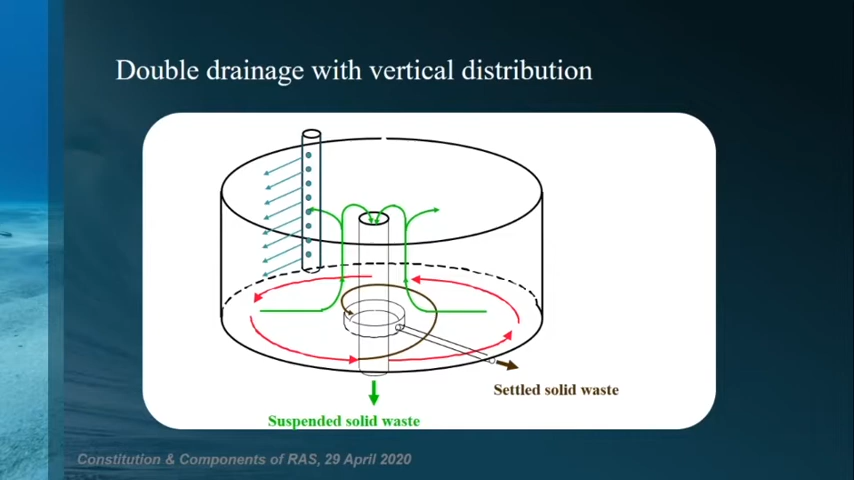 Double drainage with vertical distribution
Settled solid waste
Suspended solid waste
Constitution & Components of RAS, 29 April 2020